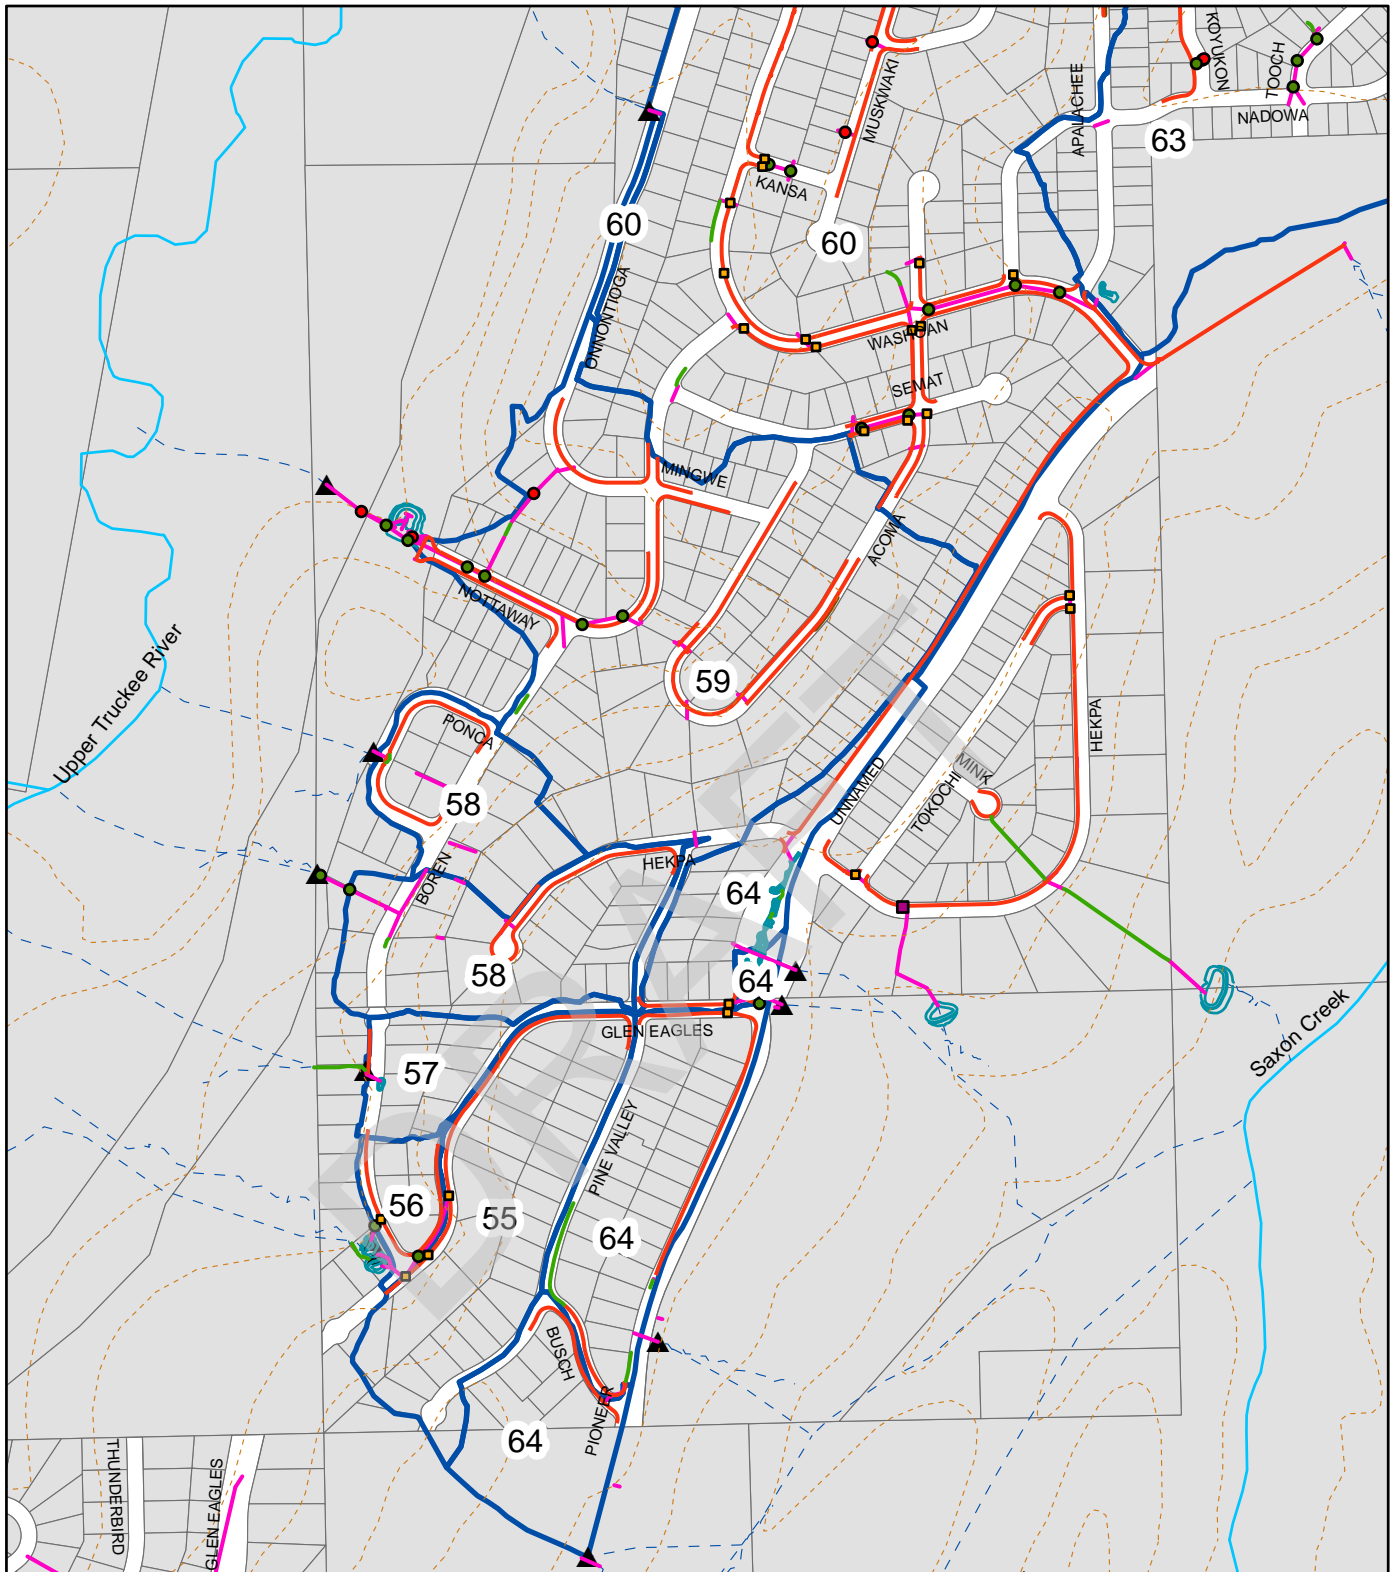 KOYUKON
TOOCH
MUSKWAKI
APALACHEE
NADOWA
63
KANSA
60
60
ONNONTIOGA
WASHOAN
SEMAT
MINGWE
ACOMA
NOTTAWAY
Upper Truckee River
59
HEKPA
PONCA
MINK
UNNAMED
TOKOCHI
58
HEKPA
BOREN
64
58
64
GLEN EAGLES
Saxon Creek
57
PINE VALLEY
56
55
64
BUSCH
PIONEER
64
THUNDERBIRD
GLEN EAGLES
DRAFT